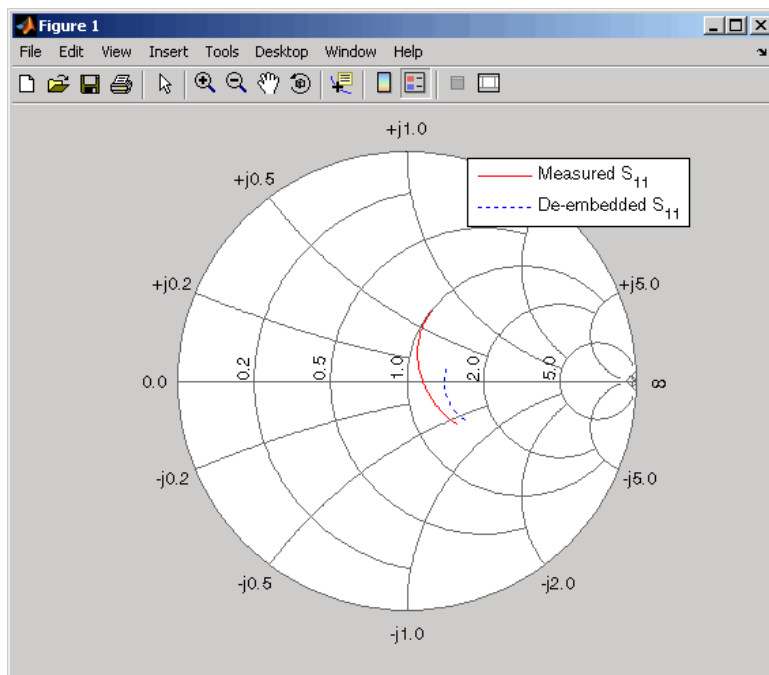 Figure 1
File Edit View Insert Tools Desktop Window Help
+j1.0
Measured S11
De-embedded S11
+j0.5
+j0.2
+j5.0
0.0
0.2
0.5
1.0
2.0
5.0
∞
-j0.2
-j5.0
-j0.5
-j2.0
-j1.0